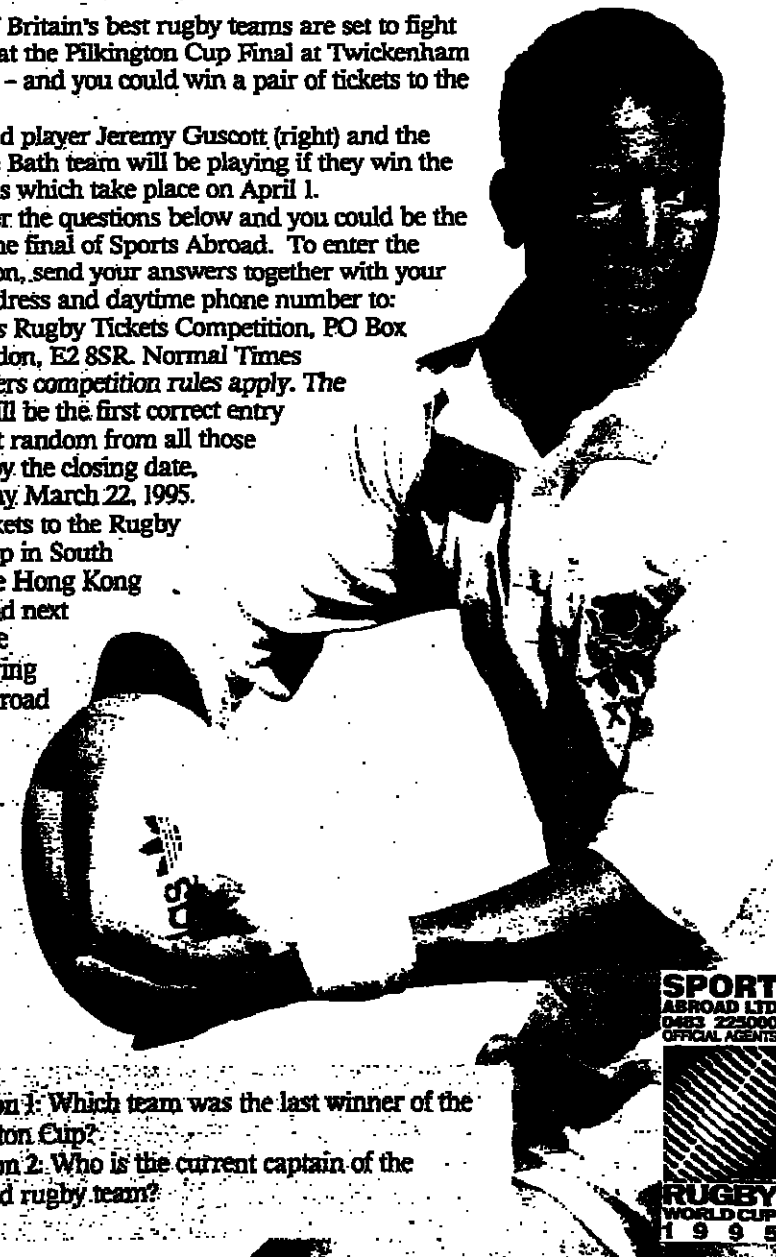 Britain's best rugby teams are set to fight
at the Pilkington Cup Final at Twickenham
– and you could win a pair of tickets to the
d player Jeremy Guscott (right) and the
Bath team will be playing if they win the
s which take place on April 1.
r the questions below and you could be the
ne final of Sports Abroad. To enter the
on, send your answers together with your
dress and daytime phone number to:
s Rugby Tickets Competition, PO Box
don, E2 8SR. Normal Times
ers competition rules apply. The
ll be the first correct entry
t random from all those
by the closing date,
ay March 22, 1995.
kets to the Rugby
p in South
e Hong Kong
d next
e
ring
road
SPORT
ABROAD LTD
0483 225000
OFFICIAL AGENTS
on 1: Which team was the last winner of the
ton Cup?
on 2: Who is the current captain of the
d rugby team?
RUGBY
WORLD CUP
1995